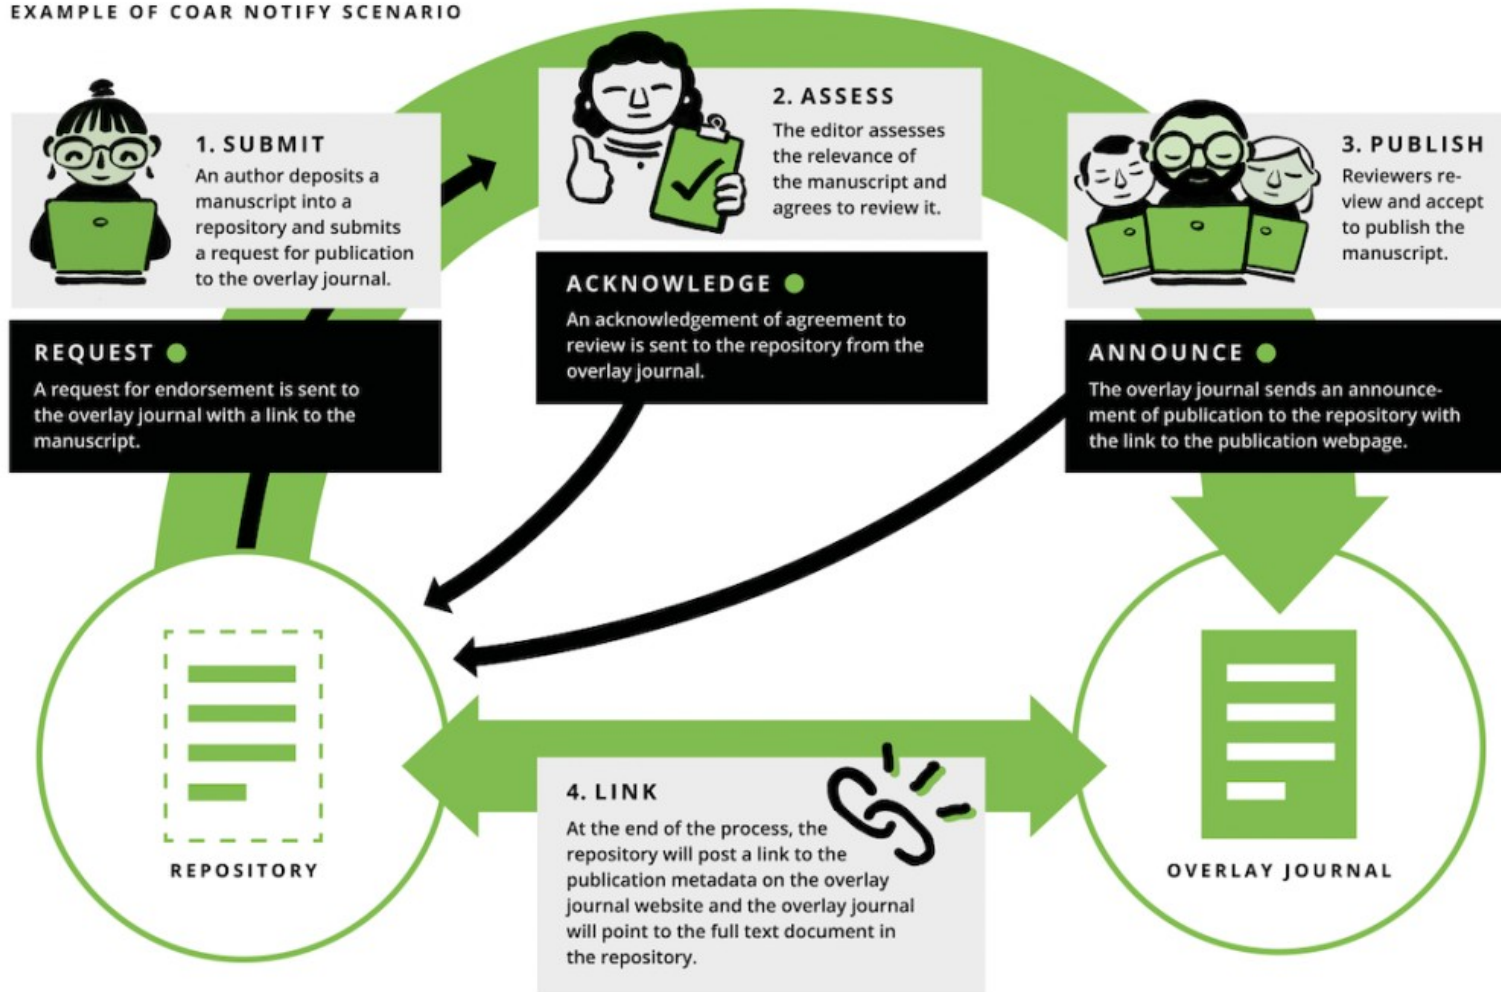 EXAMPLE OF COAR NOTIFY SCENARIO
1. SUBMIT
An author deposits a
manuscript into a
repository and submits
a request for publication
to the overlay journal.
REQUEST
A request for endorsement is sent to
the overlay journal with a link to the
manuscript.
2. ASSESS
The editor assesses
the relevance of
the manuscript and
agrees to review it.
ACKNOWLEDGE
An acknowledgement of agreement to
review is sent to the repository from the
overlay journal.
3. PUBLISH
Reviewers re-
view and accept
to publish the
manuscript.
ANNOUNCE
The overlay journal sends an announce-
ment of publication to the repository with
the link to the publication webpage.
4. LINK
At the end of the process, the
repository will post a link to the
publication metadata on the overlay
journal website and the overlay journal
will point to the full text document in
the repository.
REPOSITORY
OVERLAY JOURNAL